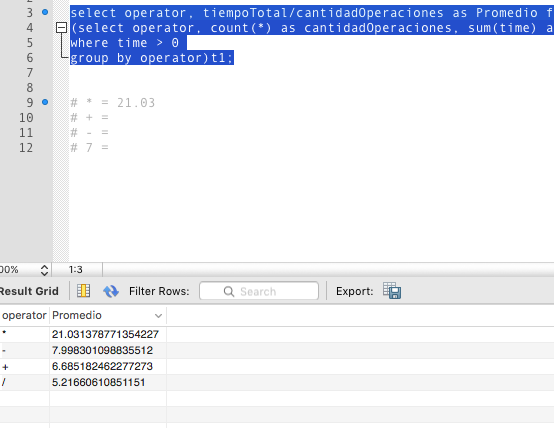 3 select operator, tiempoTotal/cantidadOperaciones as Promedio f
4 (select operator, count(*) as cantidadOperaciones, sum(time) a
5 where time > 0
6 group by operator)t1;
7
8
9 # * = 21.03
10 # + =
11 # - =
12 # 7 =
00% 1:3
Result Grid Filter Rows: Search Export:
operator Promedio
* 21.031378771354227
- 7.998301098835512
+ 6.685182462277273
/ 5.21660610851151